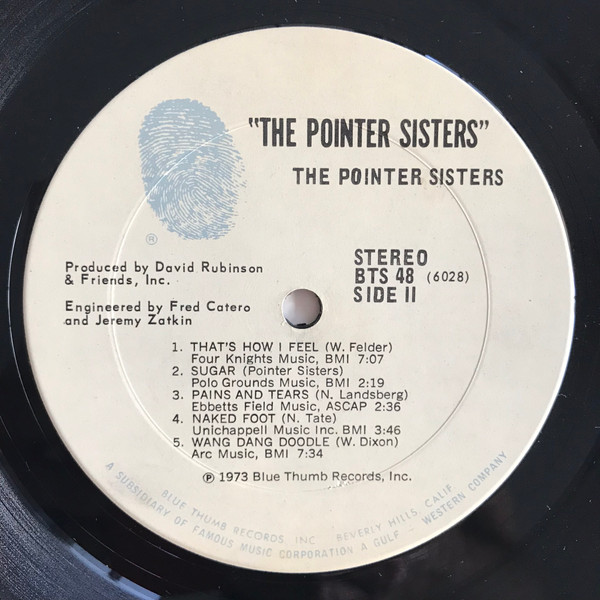 "THE POINTER SISTERS"
THE POINTER SISTERS
®
Produced by David Rubinson
& Friends, Inc.
Engineered by Fred Catero
and Jeremy Zatkin
STEREO
BTS 48 (6028)
SIDE II
1. THAT'S HOW I FEEL (W. Felder)
Four Knights Music, BMI 7:07
2. SUGAR (Pointer Sisters)
Polo Grounds Music, BMI 2:19
3. PAINS AND TEARS (N. Landsberg)
Ebbetts Field Music, ASCAP 2:36
4. NAKED FOOT (N. Tate)
Unichappell Music Inc. BMI 3:46
5. WANG DANG DOODLE (W. Dixon)
Arc Music, BMI 7:34
℗ 1973 Blue Thumb Records, Inc.
BLUE THUMB RECORDS INC BEVERLY HILLS, CALIF
A SUBSIDIARY OF FAMOUS MUSIC CORPORATION A GULF - WESTERN COMPANY